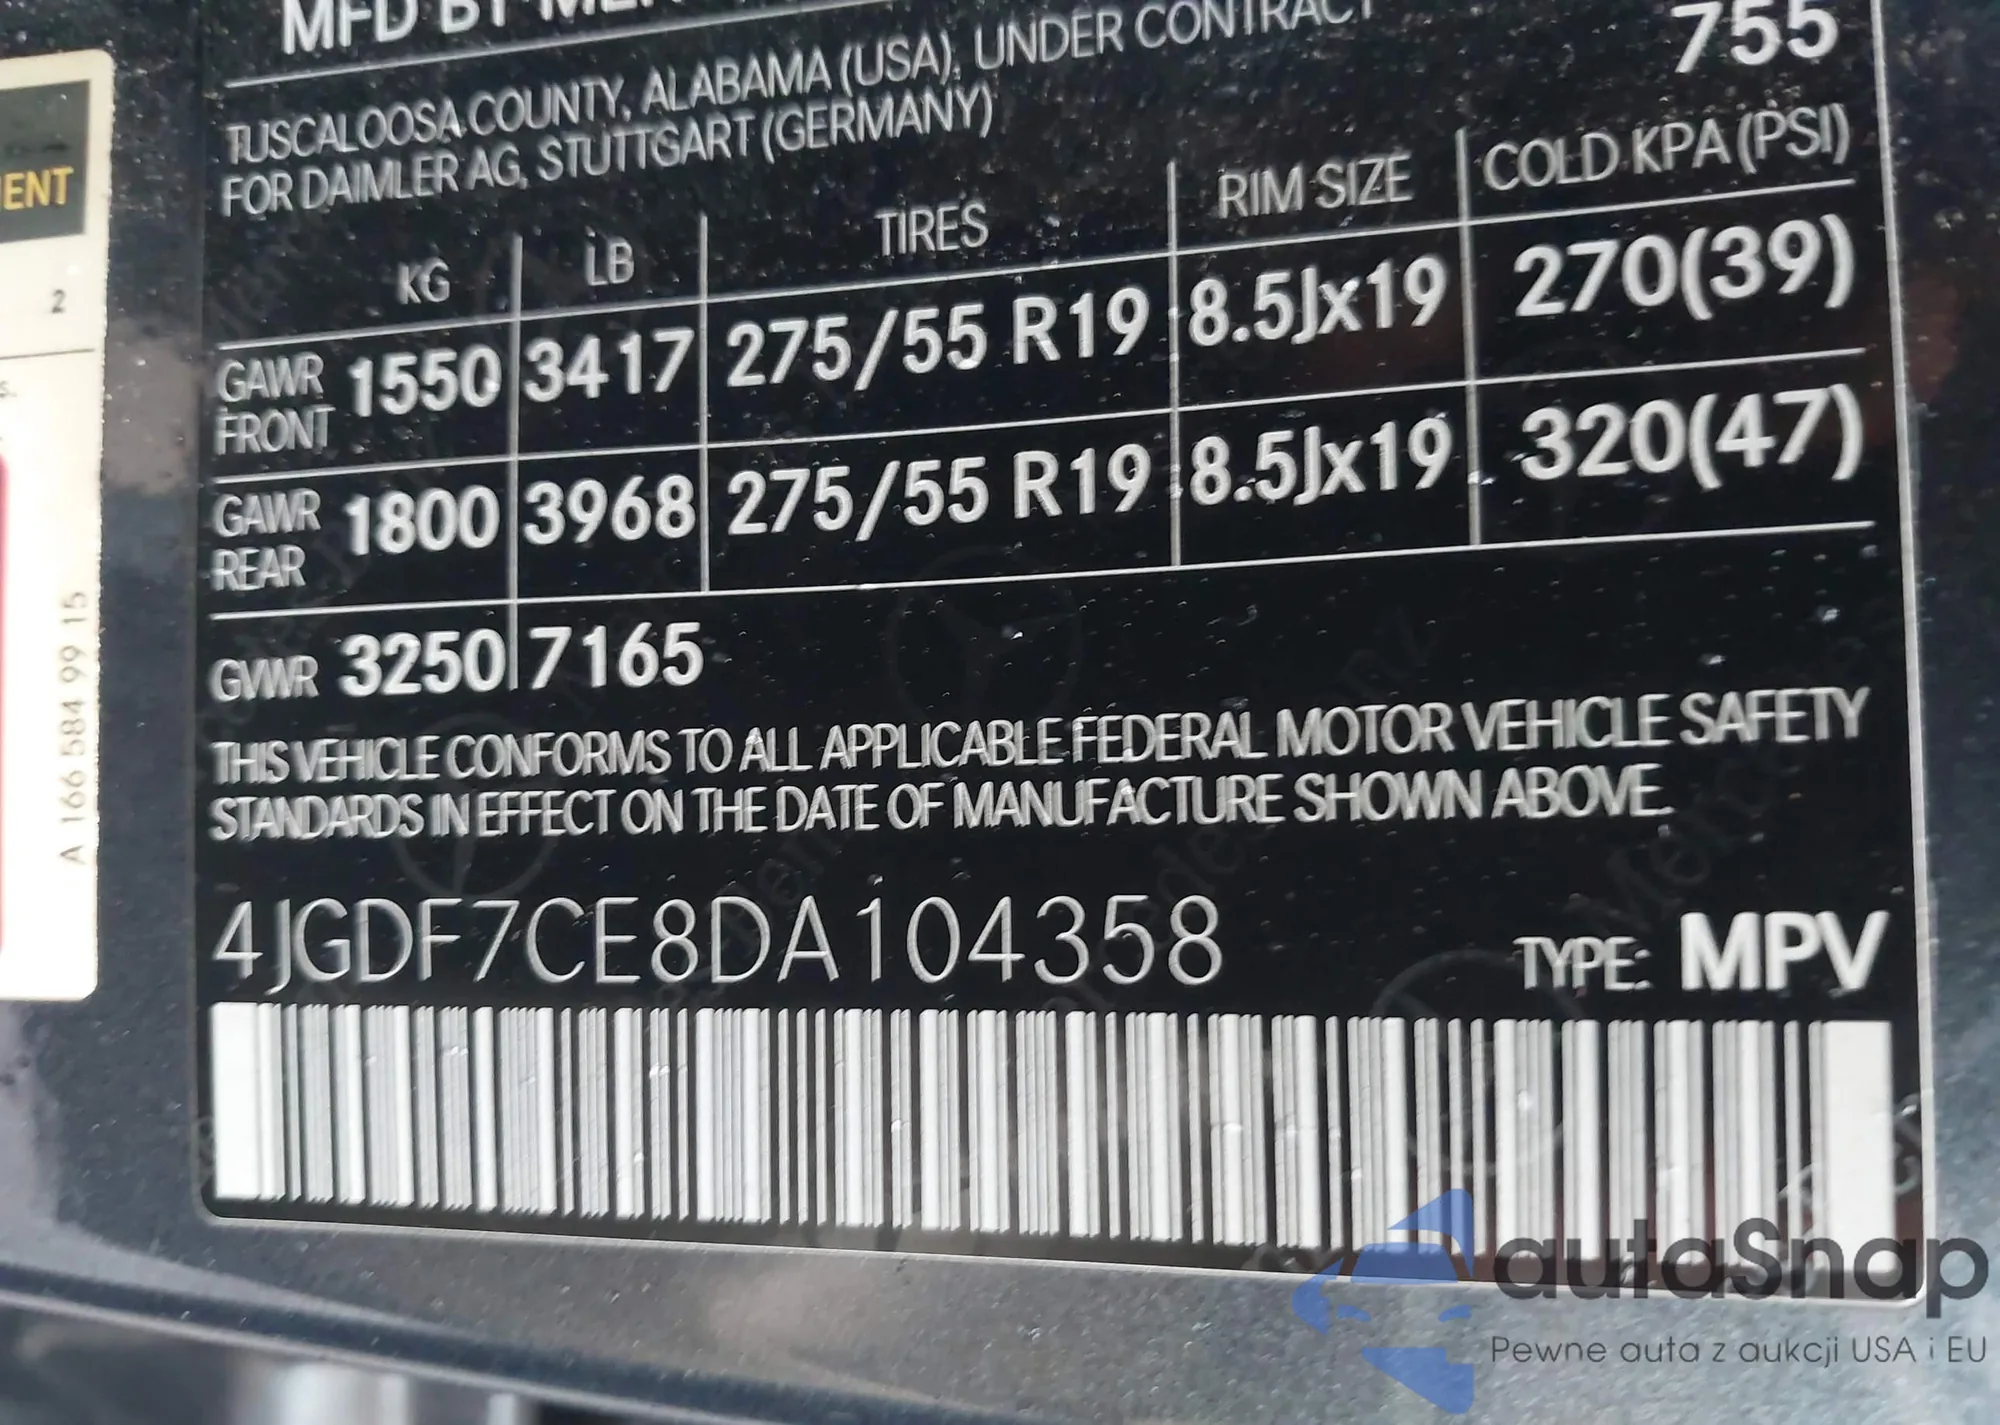 MFD BY MER
755
TUSCALOOSA COUNTY, ALABAMA (USA), UNDER CONTRACT
FOR DAIMLER AG, STUTTGART (GERMANY)
KG LB TIRES RIM SIZE COLD KPA (PSI)
GAWR FRONT 1550 3417 275/55 R19 8.5Jx19 270(39)
GAWR REAR 1800 3968 275/55 R19 8.5Jx19 320(47)
GVWR 3250 7165
THIS VEHICLE CONFORMS TO ALL APPLICABLE FEDERAL MOTOR VEHICLE SAFETY
STANDARDS IN EFFECT ON THE DATE OF MANUFACTURE SHOWN ABOVE.
4JGDF7CE8DA104358 TYPE: MPV
IENT
2
s.
A 166 584 99 15
autaSnap
Pewne auta z aukcji USA i EU